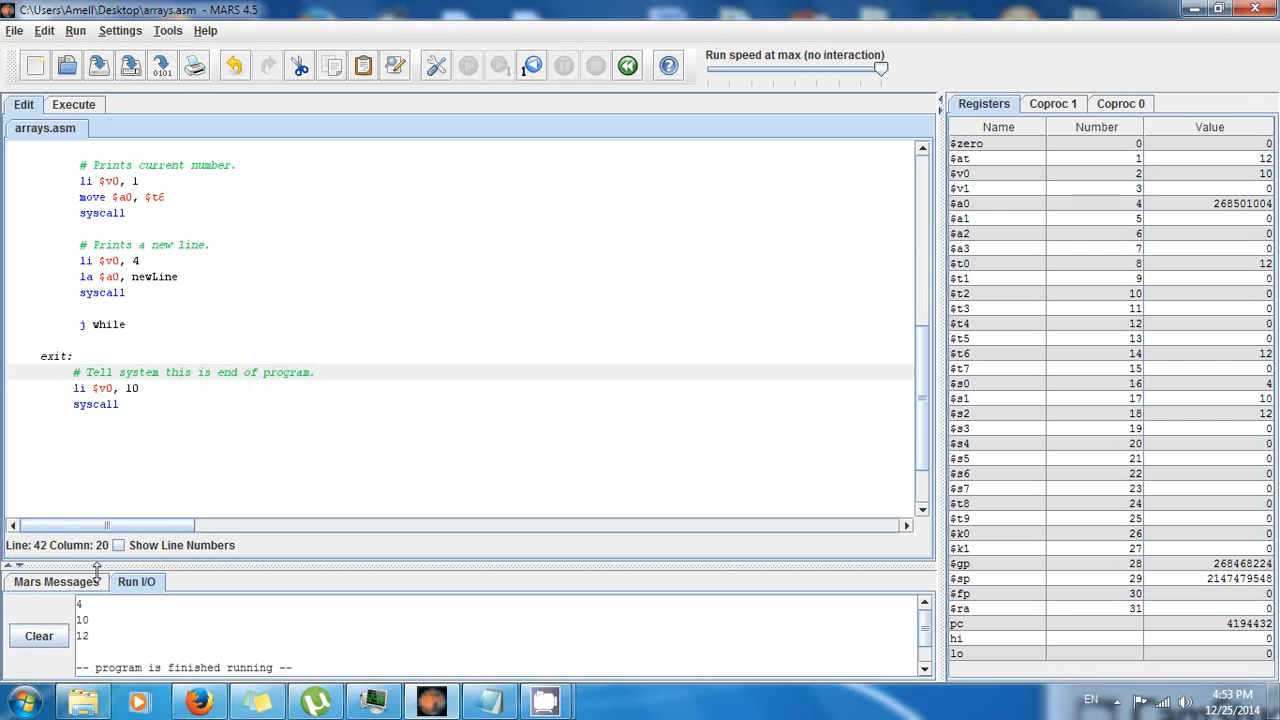 C:\Users\Amell\Desktop\arrays.asm - MARS 4.5
File Edit Run Settings Tools Help
Run speed at max (no interaction)
Edit Execute
arrays.asm
# Prints current number.
li $v0, 1
move $a0, $t6
syscall
# Prints a new line.
li $v0, 4
la $a0, newLine
syscall
j while
exit:
# Tell system this is end of program.
li $v0, 10
syscall
Line: 42 Column: 20 Show Line Numbers
Mars Messages Run I/O
Clear
4
10
12
-- program is finished running --
Registers Coproc 1 Coproc 0
Name Number Value
$zero 0 0
$at 1 12
$v0 2 10
$v1 3 0
$a0 4 268501004
$a1 5 0
$a2 6 0
$a3 7 0
$t0 8 12
$t1 9 0
$t2 10 0
$t3 11 0
$t4 12 0
$t5 13 0
$t6 14 12
$t7 15 0
$s0 16 4
$s1 17 10
$s2 18 12
$s3 19 0
$s4 20 0
$s5 21 0
$s6 22 0
$s7 23 0
$t8 24 0
$t9 25 0
$k0 26 0
$k1 27 0
$gp 28 268468224
$sp 29 2147479548
$fp 30 0
$ra 31 0
pc 4194432
hi 0
lo 0
EN
4:53 PM
12/25/2014